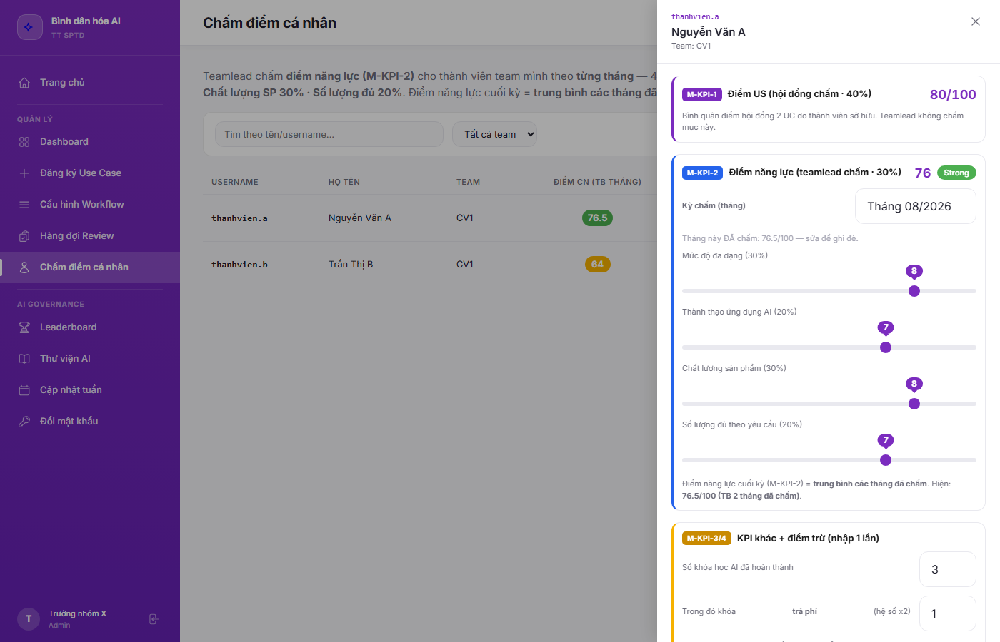 Bình dân hóa AI
TT SPTD
Trang chủ
QUẢN LÝ
Dashboard
Đăng ký Use Case
Cấu hình Workflow
Hàng đợi Review
Chấm điểm cá nhân
AI GOVERNANCE
Leaderboard
Thư viện AI
Cập nhật tuần
Đổi mật khẩu
T
Trưởng nhóm X
Admin
Chấm điểm cá nhân
Teamlead chấm điểm năng lực (M-KPI-2) cho thành viên team mình theo từng tháng — 4
Chất lượng SP 30% · Số lượng đủ 20%. Điểm năng lực cuối kỳ = trung bình các tháng đã
Tìm theo tên/username...
Tất cả team
USERNAME HỌ TÊN TEAM ĐIỂM CN (TB THÁNG)
thanhvien.a Nguyễn Văn A CV1 76.5
thanhvien.b Trần Thị B CV1 64
thanhvien.a
Nguyễn Văn A
Team: CV1
M-KPI-1 Điểm US (hội đồng chấm · 40%) 80/100
Bình quân điểm hội đồng 2 UC do thành viên sở hữu. Teamlead không chấm
mục này.
M-KPI-2 Điểm năng lực (teamlead chấm · 30%) 76 Strong
Kỳ chấm (tháng) Tháng 08/2026
Tháng này ĐÃ chấm: 76.5/100 — sửa để ghi đè.
Mức độ đa dạng (30%)
8
Thành thạo ứng dụng AI (20%)
7
Chất lượng sản phẩm (30%)
8
Số lượng đủ theo yêu cầu (20%)
7
Điểm năng lực cuối kỳ (M-KPI-2) = trung bình các tháng đã chấm. Hiện:
76.5/100 (TB 2 tháng đã chấm).
M-KPI-3/4 KPI khác + điểm trừ (nhập 1 lần)
Số khóa học AI đã hoàn thành 3
Trong đó khóa trả phí (hệ số x2) 1